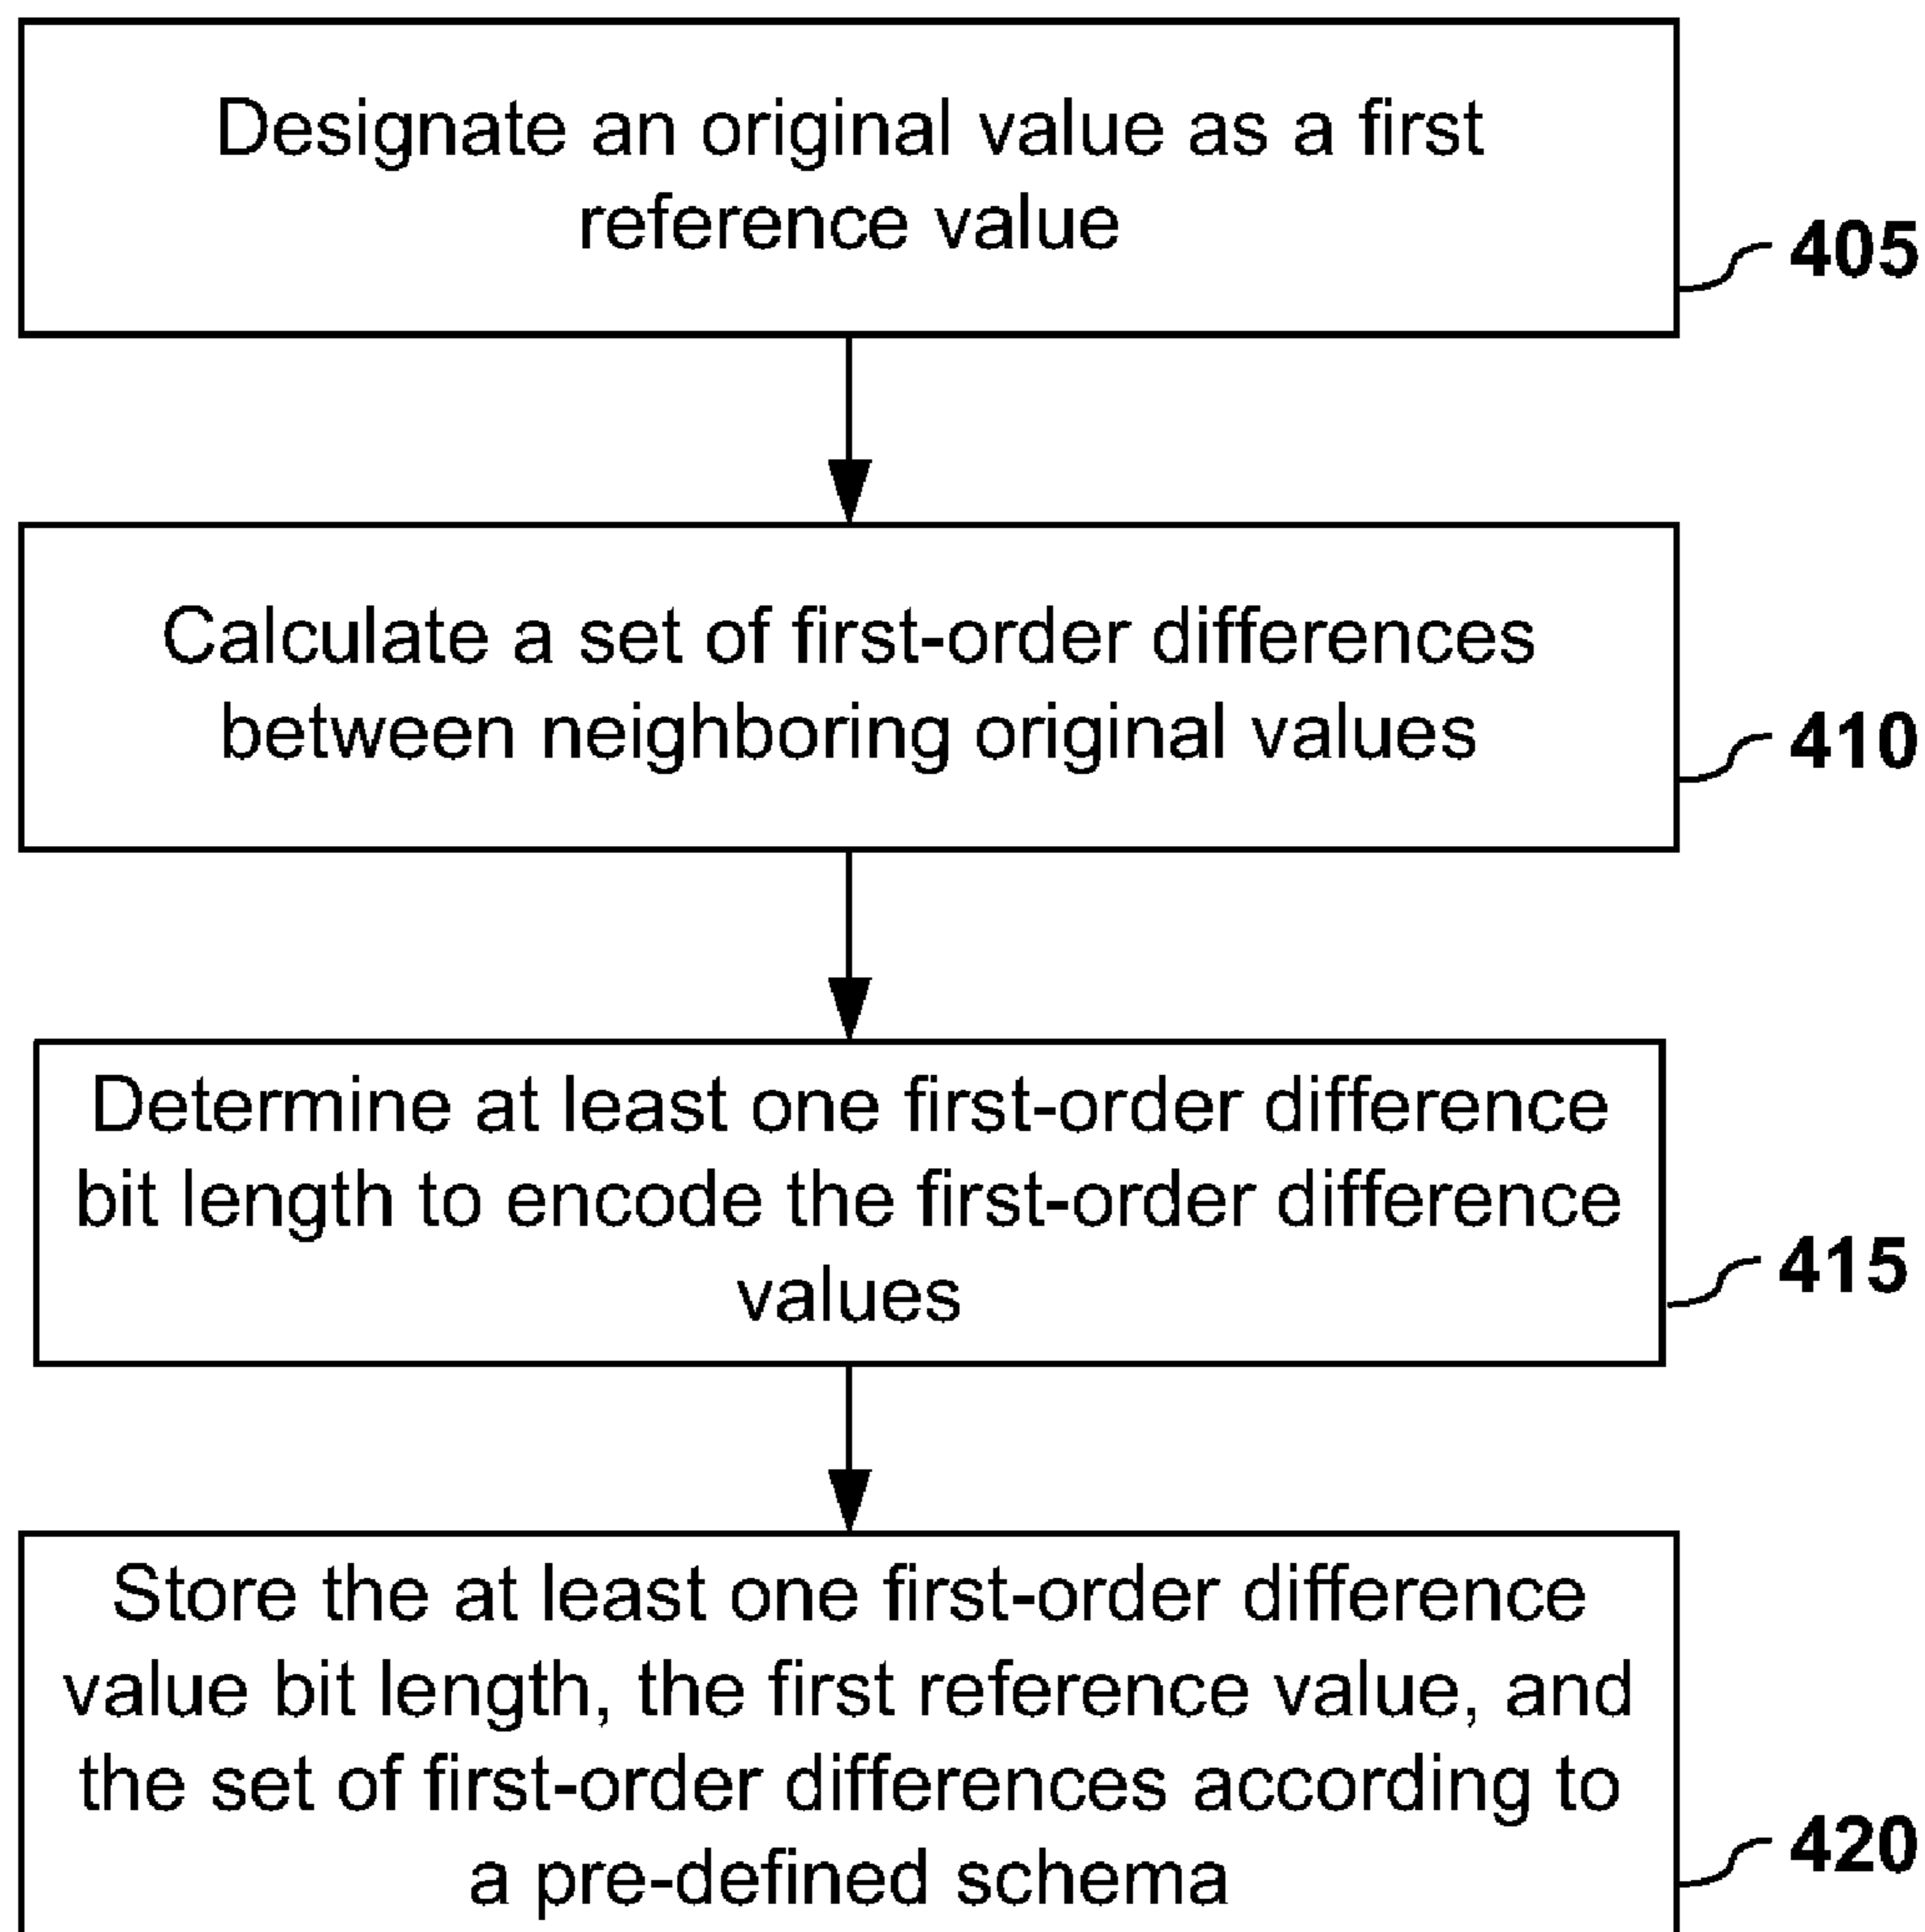 Designate an original value as a first
reference value
405
Calculate a set of first-order differences
between neighboring original values
410
Determine at least one first-order difference
bit length to encode the first-order difference
values
415
Store the at least one first-order difference
value bit length, the first reference value, and
the set of first-order differences according to
a pre-defined schema
420